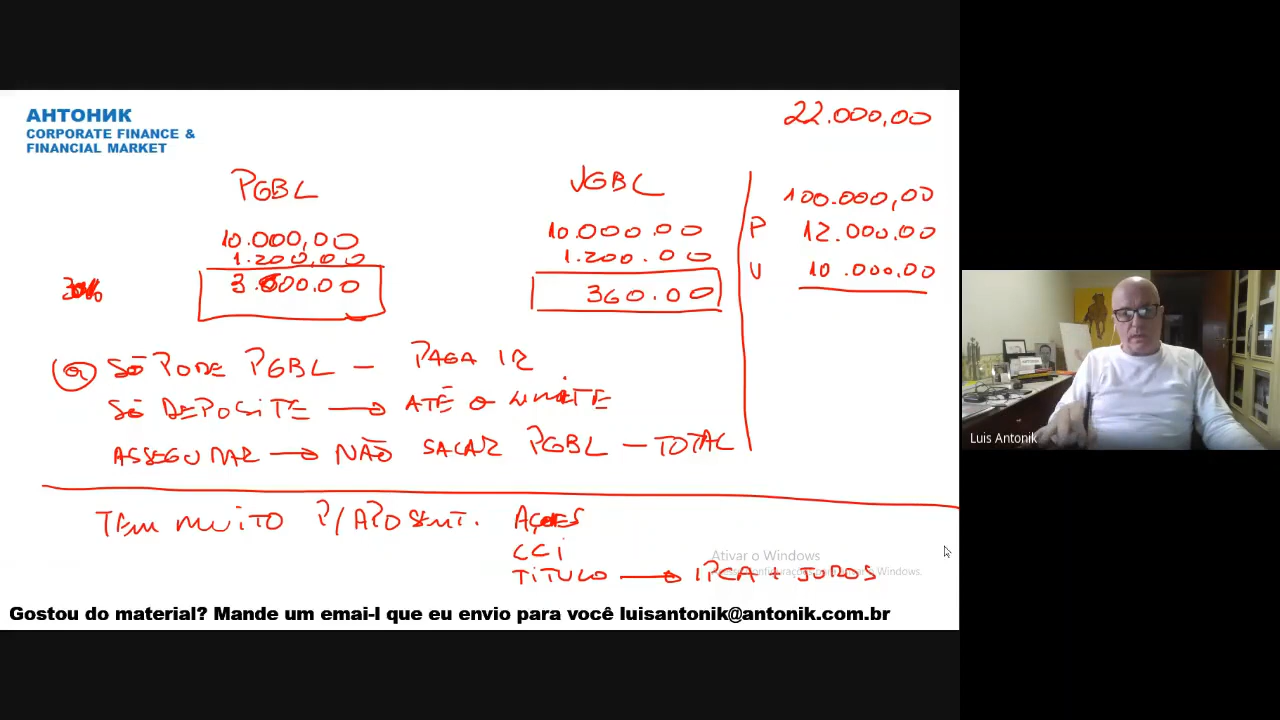 АНТОНИК
CORPORATE FINANCE &
FINANCIAL MARKET
22.000,00
PGBL
VGBL
100.000,00
10.000,00
10.000.00
P 12.000.00
1.200,00
1.200.00
V 10.000,00
30%
3.600.00
360.00
a SÓ PODE PGBL – PAGA IR
SÓ DEPOSITE → ATÉ O LIMITE
ASSEGURAR → NÃO SACAR PGBL – TOTAL
TEM MUITO P/ APOSENT. AÇÕES
CCI
TÍTULO → IPCA + JUROS
Ativar o Windows
Gostou do material? Mande um emai-l que eu envio para você luisantonik@antonik.com.br
Luis Antonik